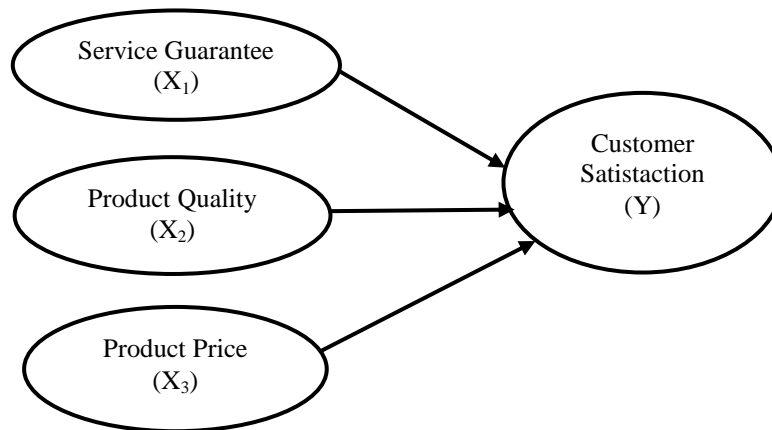 Service Guarantee
(X₁)
Customer
Satistaction
(Y)
Product Quality
(X₂)
Product Price
(X₃)